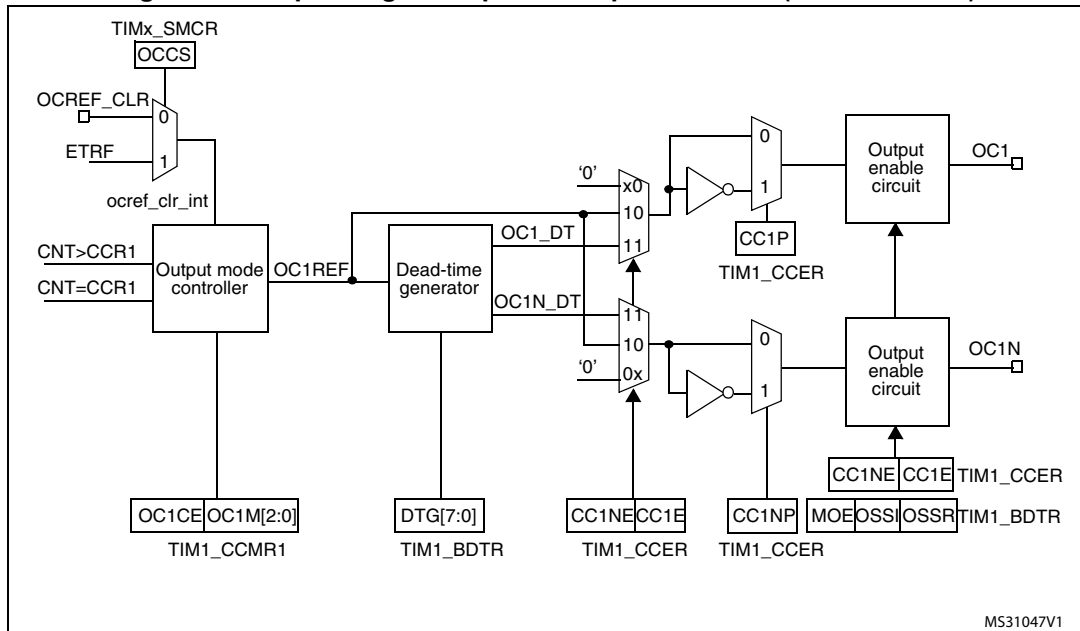 TIMx_SMCR
OCCS
OCREF_CLR
0
ETRF
1
ocref_clr_int
CNT>CCR1
CNT=CCR1
Output mode
controller
OC1REF
Dead-time
generator
OC1_DT
OC1N_DT
'0'
x0
10
11
11
10
'0'
0x
0
1
CC1P
TIM1_CCER
0
1
Output
enable
circuit
OC1
Output
enable
circuit
OC1N
OC1CE OC1M[2:0]
TIM1_CCMR1
DTG[7:0]
TIM1_BDTR
CC1NE CC1E
TIM1_CCER
CC1NP
TIM1_CCER
CC1NE CC1E TIM1_CCER
MOE OSSI OSSR TIM1_BDTR
MS31047V1